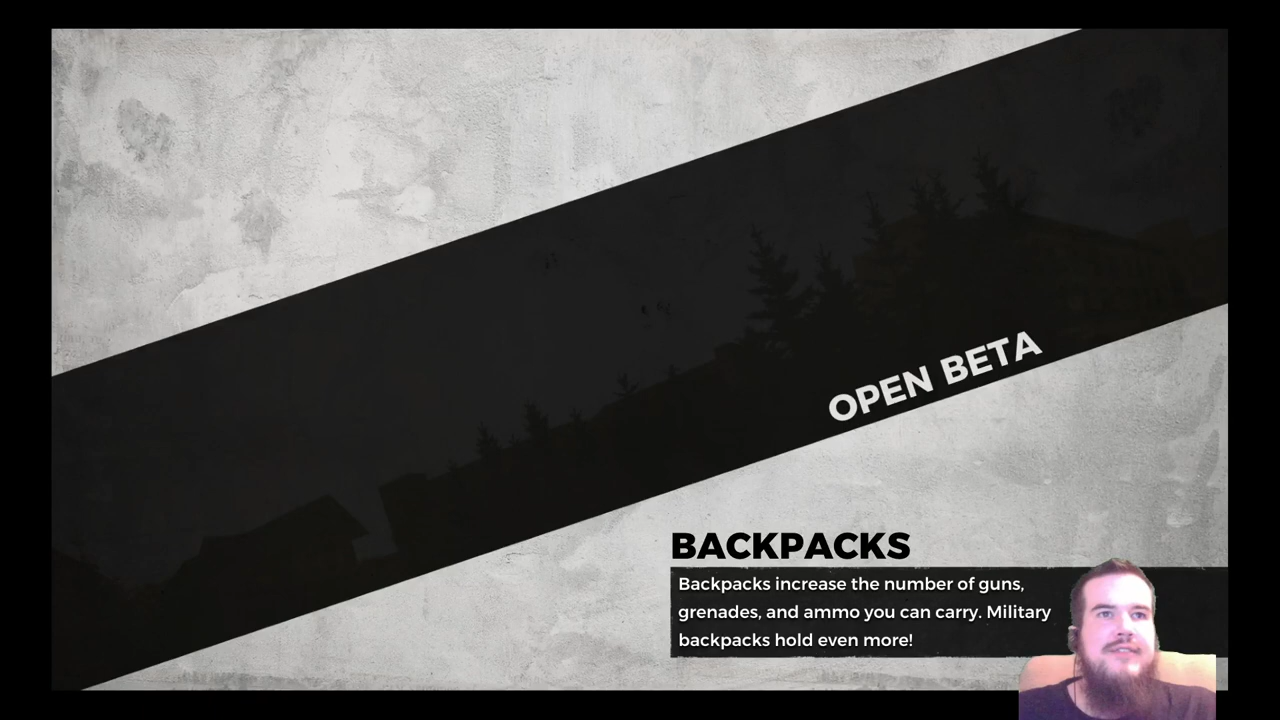 OPEN BETA
BACKPACKS
Backpacks increase the number of guns,
grenades, and ammo you can carry. Military
backpacks hold even more!